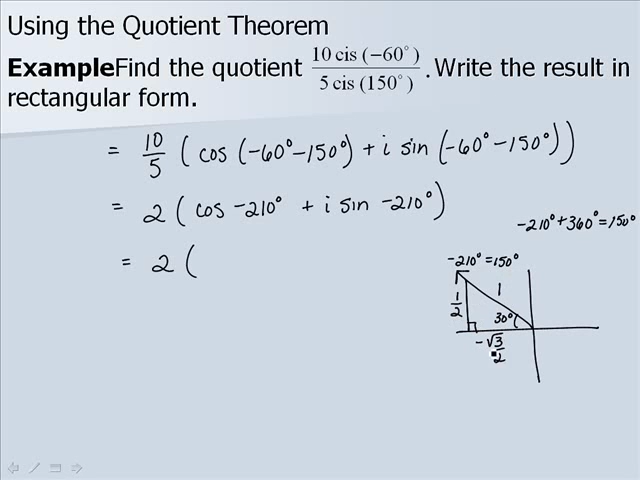 Using the Quotient Theorem
ExampleFind the quotient 10 cis (−60°) / 5 cis (150°) . Write the result in
rectangular form.
= 10/5 ( cos (-60° - 150°) + i sin (-60° - 150°))
= 2 ( cos -210° + i sin -210°)
-210° + 360° = 150°
= 2 (
-210° = 150°
1
1/2
30°
- √3/2